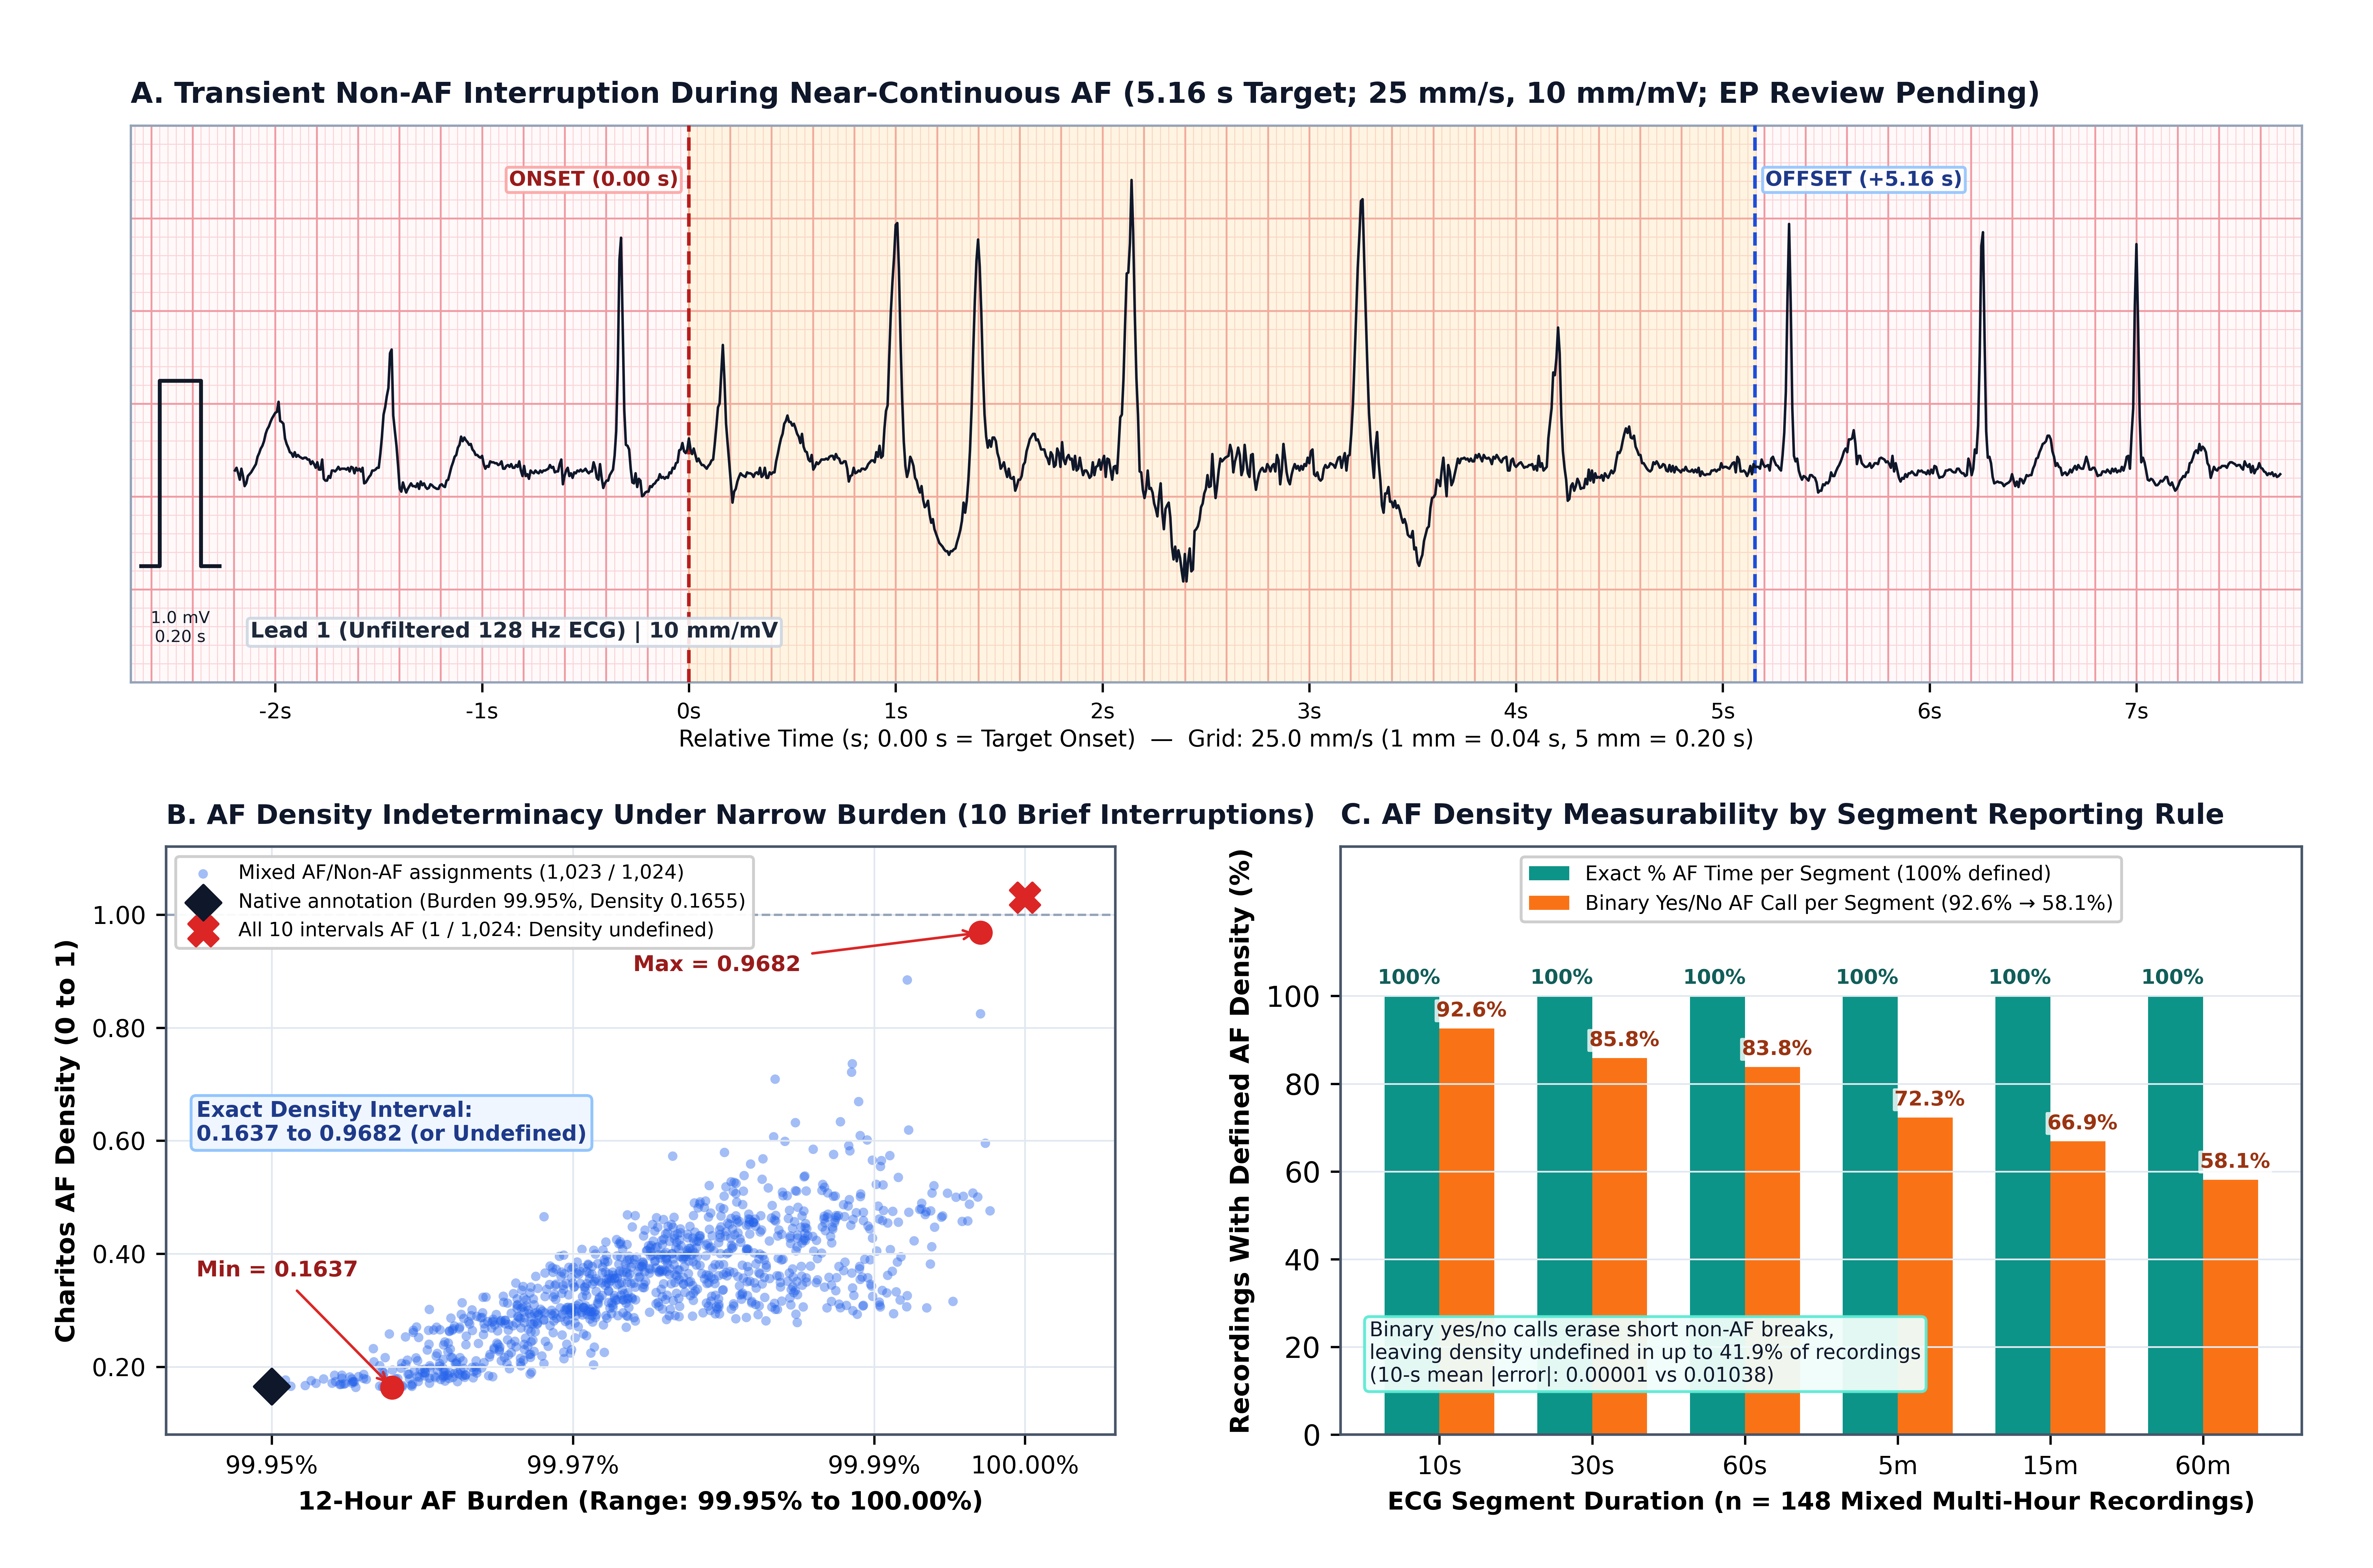 A. Transient Non-AF Interruption During Near-Continuous AF (5.16 s Target; 25 mm/s, 10 mm/mV; EP Review Pending)
ONSET (0.00 s)
OFFSET (+5.16 s)
1.0 mV
0.20 s
Lead 1 (Unfiltered 128 Hz ECG) | 10 mm/mV
-2s
-1s
0s
1s
2s
3s
4s
5s
6s
7s
Relative Time (s; 0.00 s = Target Onset) — Grid: 25.0 mm/s (1 mm = 0.04 s, 5 mm = 0.20 s)
B. AF Density Indeterminacy Under Narrow Burden (10 Brief Interruptions)
Mixed AF/Non-AF assignments (1,023 / 1,024)
Native annotation (Burden 99.95%, Density 0.1655)
All 10 intervals AF (1 / 1,024: Density undefined)
Max = 0.9682
Exact Density Interval:
0.1637 to 0.9682 (or Undefined)
Min = 0.1637
Charitos AF Density (0 to 1)
1.00
0.80
0.60
0.40
0.20
99.95%
99.97%
99.99%
100.00%
12-Hour AF Burden (Range: 99.95% to 100.00%)
C. AF Density Measurability by Segment Reporting Rule
Exact % AF Time per Segment (100% defined)
Binary Yes/No AF Call per Segment (92.6% → 58.1%)
Recordings With Defined AF Density (%)
100
80
60
40
20
0
100%
92.6%
100%
85.8%
100%
83.8%
100%
72.3%
100%
66.9%
100%
58.1%
Binary yes/no calls erase short non-AF breaks,
leaving density undefined in up to 41.9% of recordings
(10-s mean |error|: 0.00001 vs 0.01038)
10s
30s
60s
5m
15m
60m
ECG Segment Duration (n = 148 Mixed Multi-Hour Recordings)